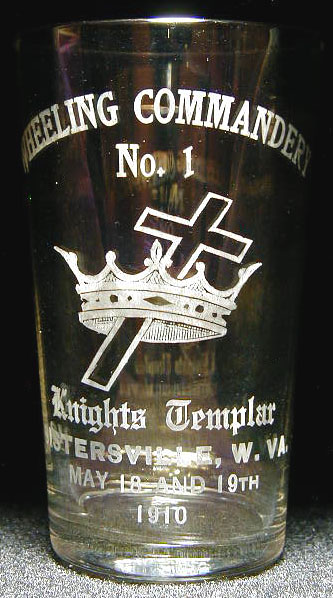 WHEELING COMMANDERY
No. 1
Knights Templar
SISTERSVILLE, W. VA.
MAY 18 AND 19TH
1910